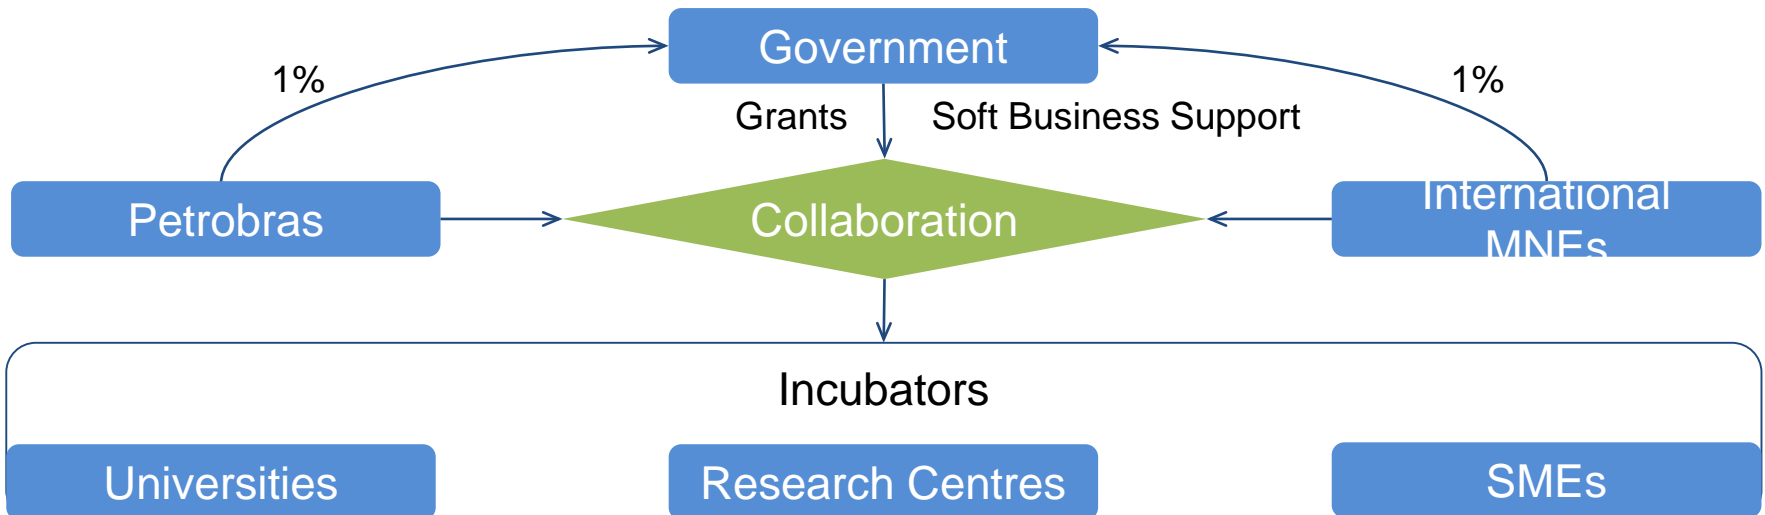 Government
1%
1%
Grants
Soft Business Support
Petrobras
Collaboration
International
MNEs
Incubators
Universities
Research Centres
SMEs